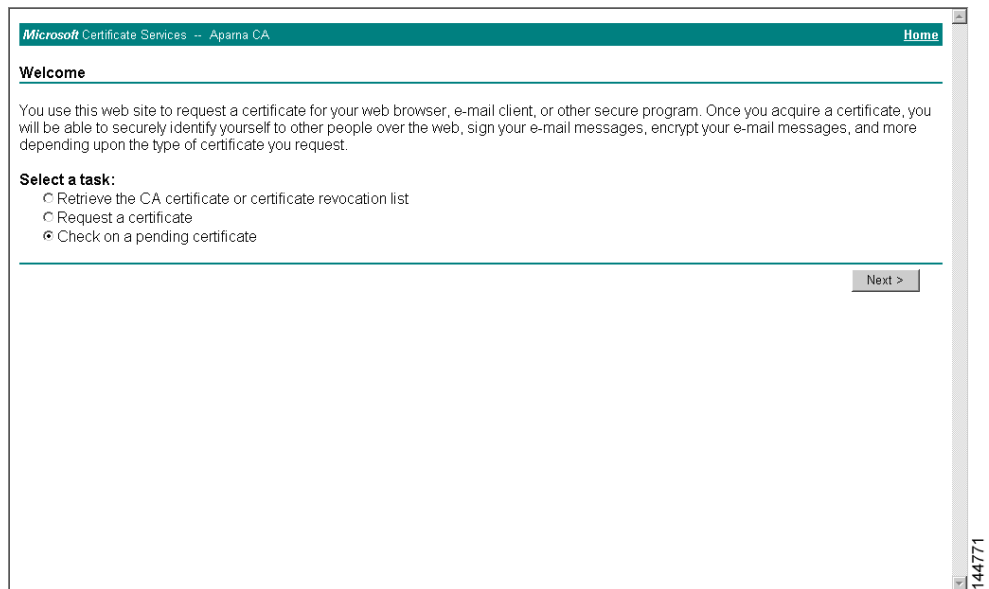 Microsoft Certificate Services -- Aparna CA Home
Welcome
You use this web site to request a certificate for your web browser, e-mail client, or other secure program. Once you acquire a certificate, you
will be able to securely identify yourself to other people over the web, sign your e-mail messages, encrypt your e-mail messages, and more
depending upon the type of certificate you request.
Select a task:
Retrieve the CA certificate or certificate revocation list
Request a certificate
Check on a pending certificate
Next >
144771